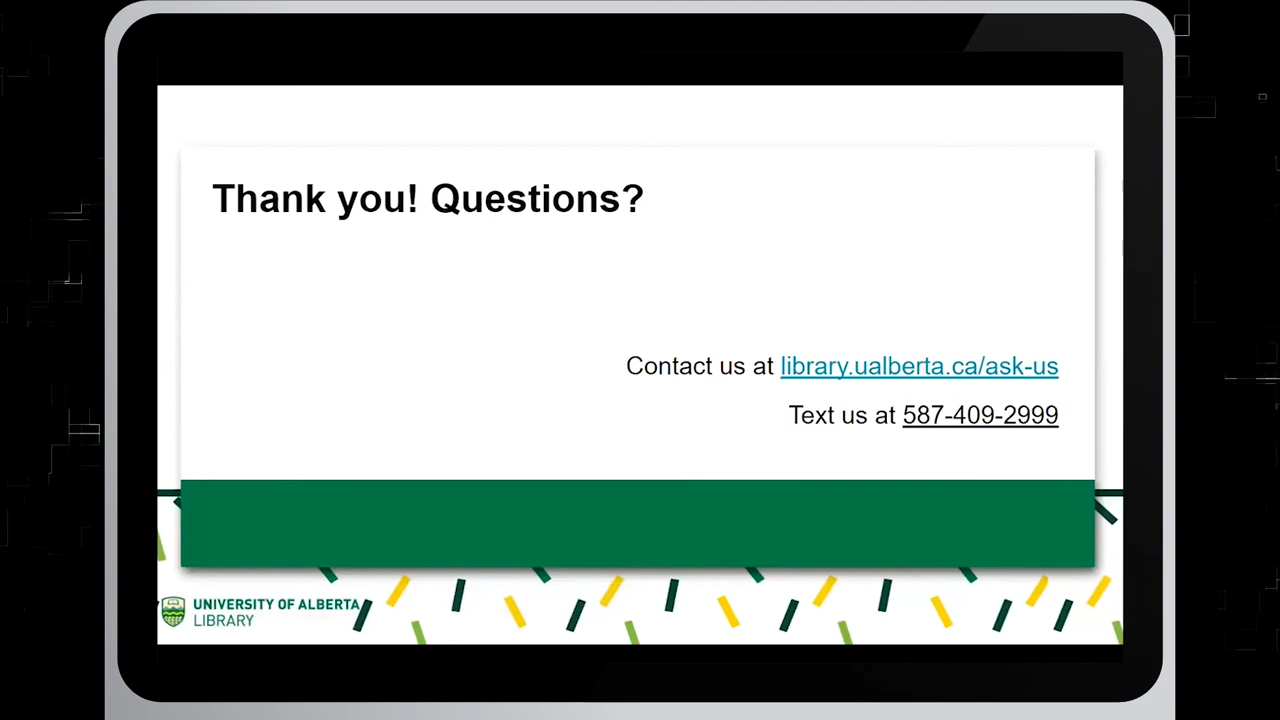 Thank you! Questions?
Contact us at library.ualberta.ca/ask-us
Text us at 587-409-2999
UNIVERSITY OF ALBERTA
LIBRARY